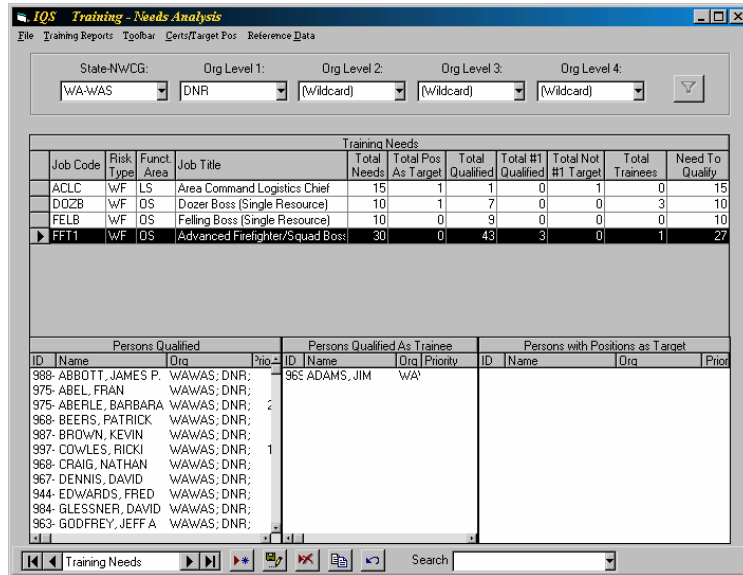 IQS Training - Needs Analysis
File Training Reports Toolbar Certs/Target Pos Reference Data
State-NWCG: Org Level 1: Org Level 2: Org Level 3: Org Level 4:
WA-WAS DNR (Wildcard) (Wildcard) (Wildcard)
Training Needs
Job Code Risk Type Funct. Area Job Title Total Needs Total Pos As Target Total Qualified Total #1 Qualified Total Not #1 Target Total Trainees Need To Qualify
ACLC WF LS Area Command Logistics Chief 15 1 1 0 1 0 15
DOZB WF OS Dozer Boss (Single Resource) 10 1 7 0 0 3 10
FELB WF OS Felling Boss (Single Resource) 10 0 9 0 0 0 10
FFT1 WF OS Advanced Firefighter/Squad Boss 30 0 43 3 0 1 27
Persons Qualified Persons Qualified As Trainee Persons with Positions as Target
ID Name Org Prio ID Name Org Priority ID Name Org Prior
988- ABBOTT, JAMES P. WAWAS; DNR; 969 ADAMS, JIM WA
975- ABEL, FRAN WAWAS; DNR;
975- ABERLE, BARBARA WAWAS; DNR; 2
968- BEERS, PATRICK WAWAS; DNR;
987- BROWN, KEVIN WAWAS; DNR;
997- COWLES, RICKI WAWAS; DNR; 1
968- CRAIG, NATHAN WAWAS; DNR;
967- DENNIS, DAVID WAWAS; DNR;
944- EDWARDS, FRED WAWAS; DNR;
984- GLESSNER, DAVID WAWAS; DNR;
963- GODFREY, JEFF A WAWAS; DNR;
Training Needs Search